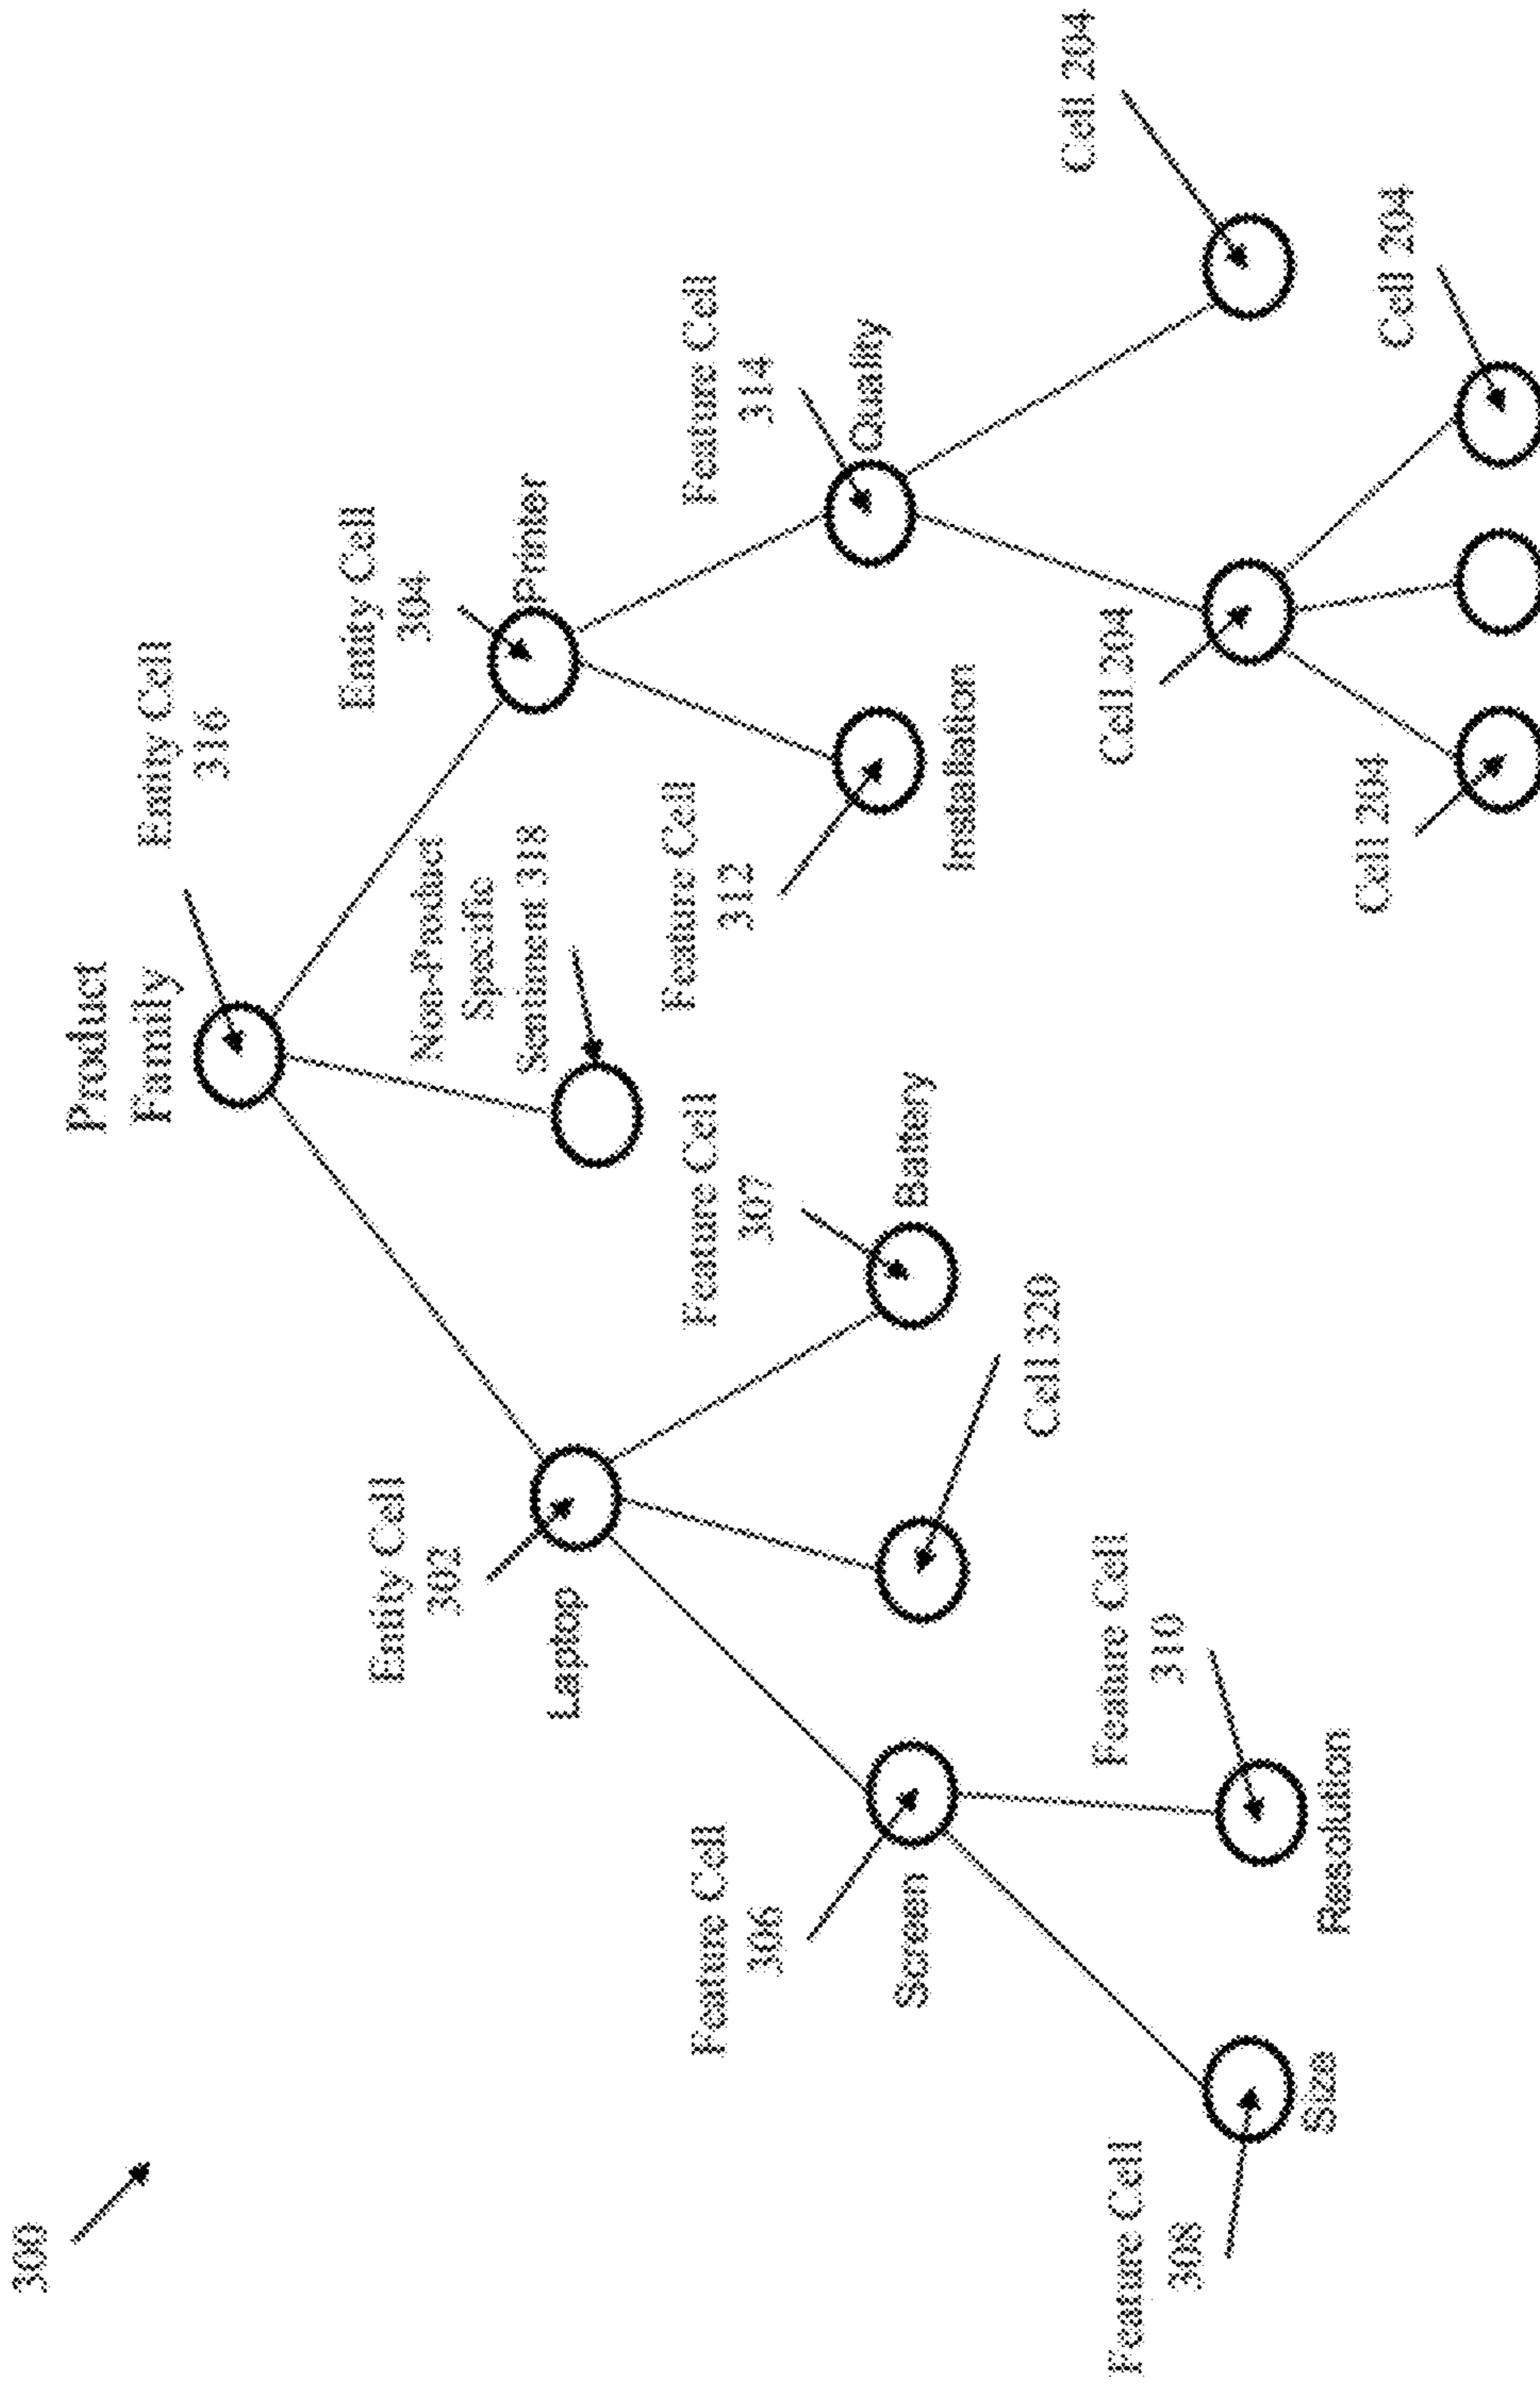 300
Product
Family
Entity Cell
316
Entity Cell
302
Laptop
Non-Product
Specific
Sentiment 318
Entity Cell
304
Printer
Feature Cell
306
Screen
Feature Cell
307
Battery
Cell 320
Feature Cell
312
Installation
Feature Cell
314
Quality
Feature Cell
308
Size
Feature Cell
310
Resolution
Cell 204
Cell 204
Cell 204
Cell 204